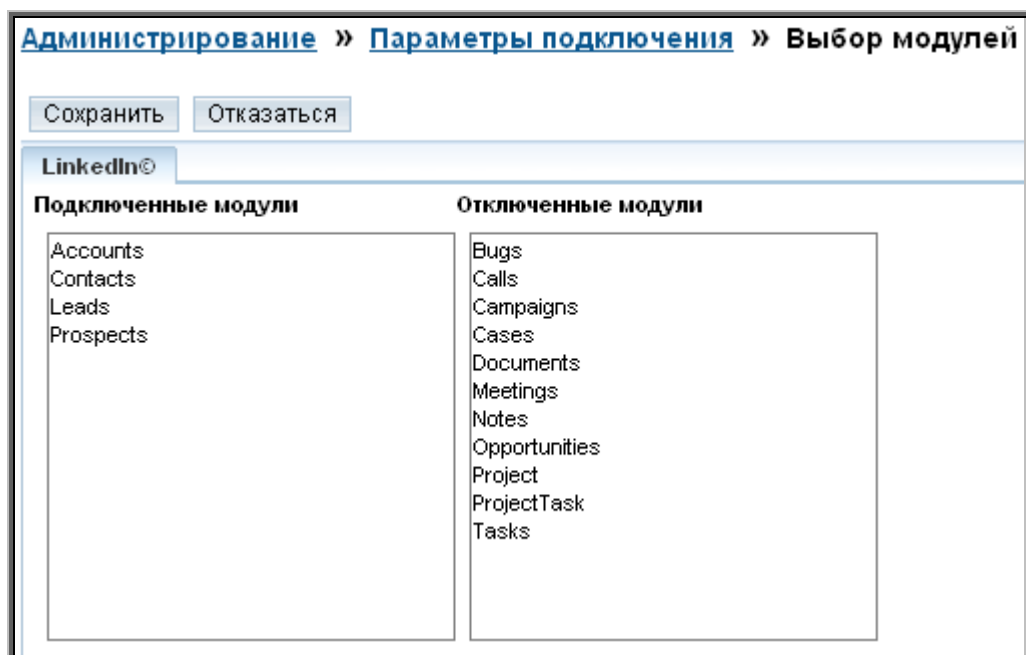 Администрирование » Параметры подключения » Выбор модулей
Сохранить Отказаться
LinkedIn©
Подключенные модули Отключенные модули
Accounts Bugs
Contacts Calls
Leads Campaigns
Prospects Cases
Documents
Meetings
Notes
Opportunities
Project
ProjectTask
Tasks